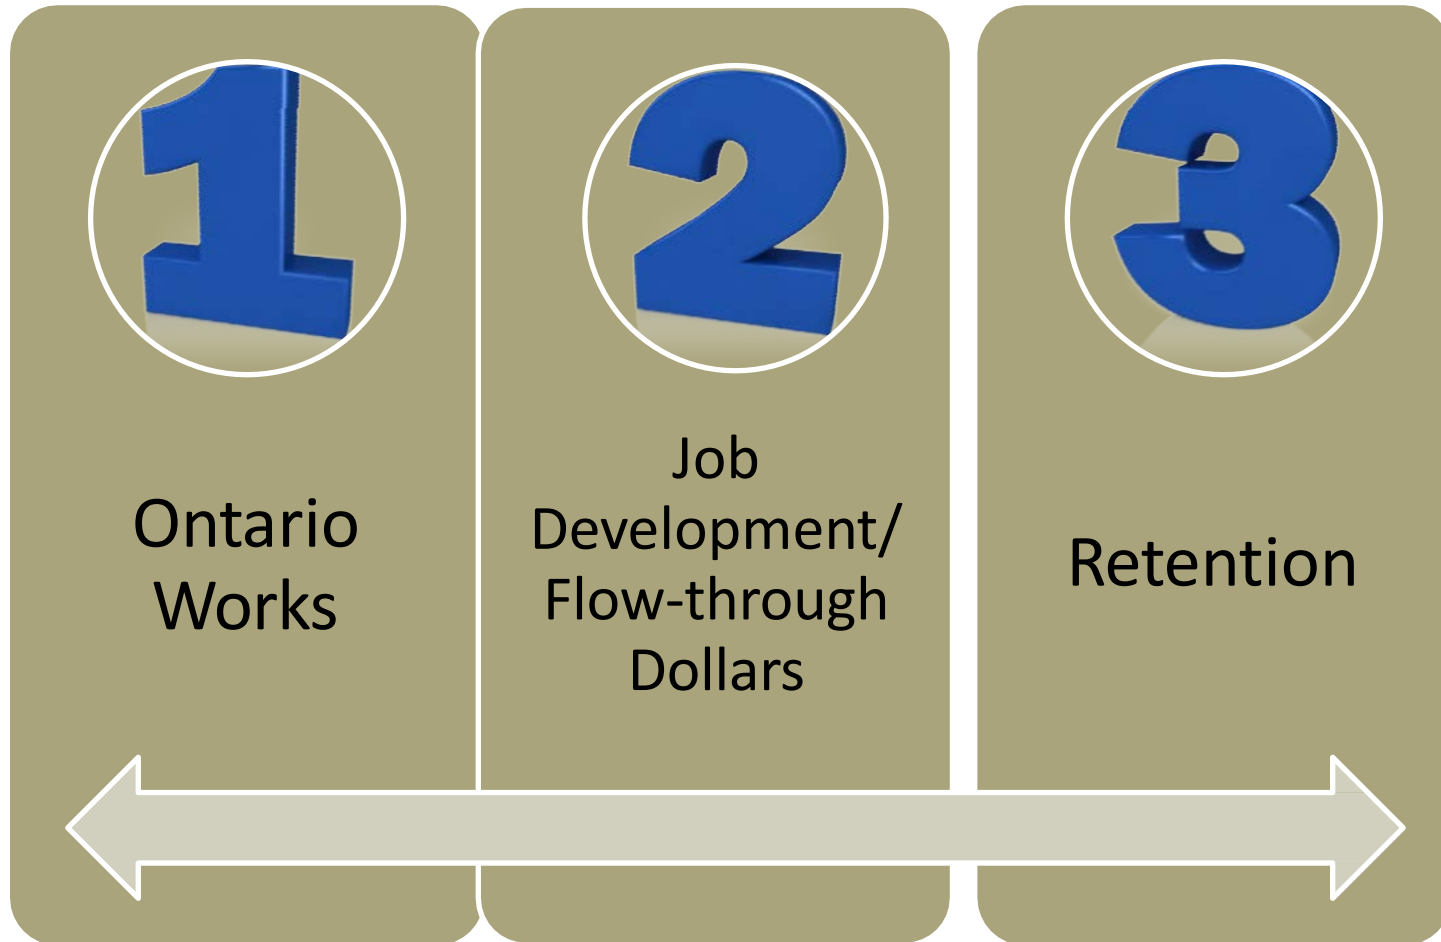 1
2
3
Ontario
Works
Job
Development/
Flow-through
Dollars
Retention